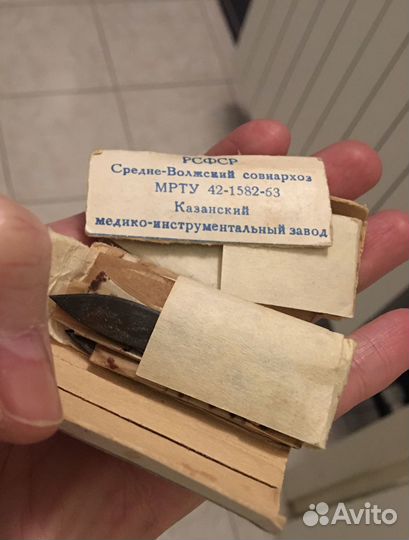 РСФСР
Средне-Волжский совнархоз
МРТУ 42-1582-63
Казанский
медико-инструментальный завод
Avito